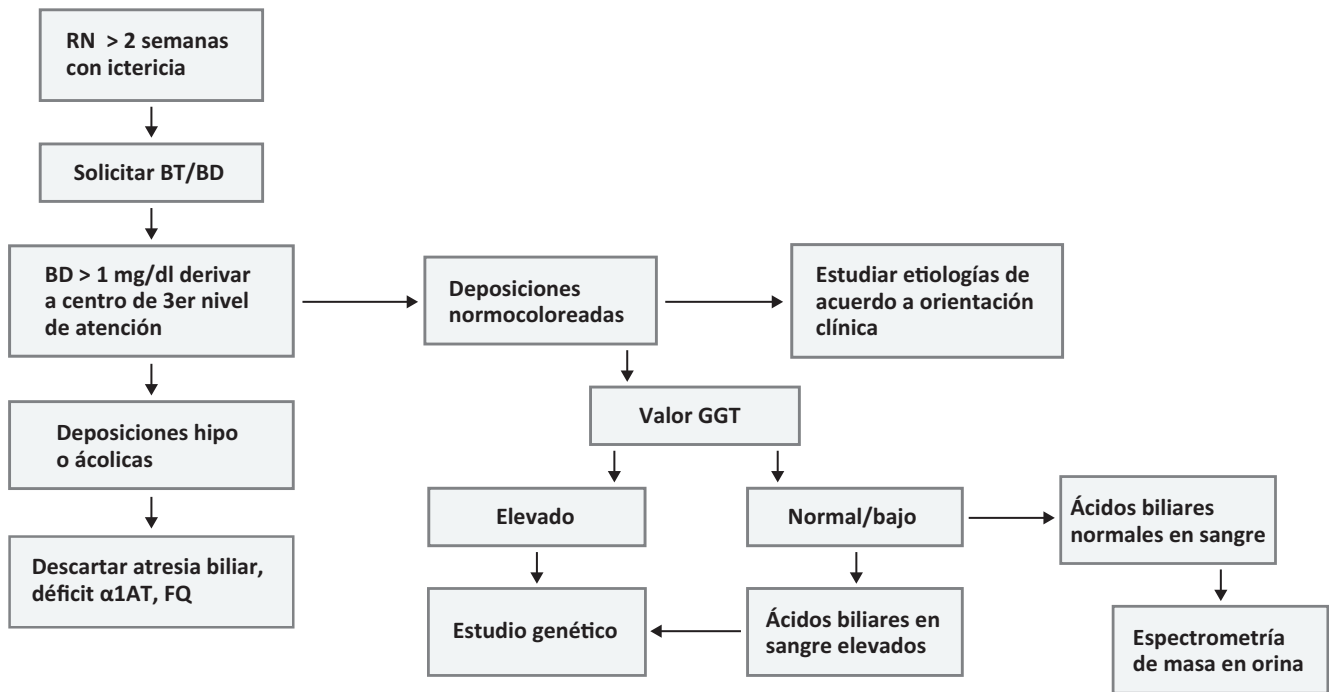 RN > 2 semanas
con ictericia
Solicitar BT/BD
BD > 1 mg/dl derivar
a centro de 3er nivel
de atención
Deposiciones
normocoloreadas
Estudiar etiologías de
acuerdo a orientación
clínica
Valor GGT
Deposiciones hipo
o ácolicas
Elevado
Normal/bajo
Ácidos biliares
normales en sangre
Descartar atresia biliar,
déficit α1AT, FQ
Estudio genético
Ácidos biliares en
sangre elevados
Espectrometría
de masa en orina